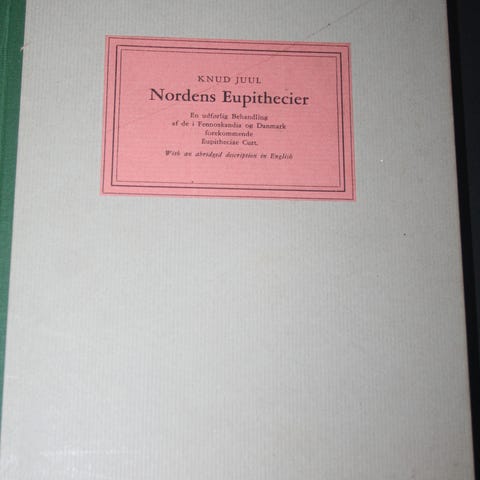 KNUD JUUL
Nordens Eupithecier
En udførlig Behandling
af de i Fennoskandia og Danmark
forekommende
Eupitheciae Curt.
With an abridged description in English